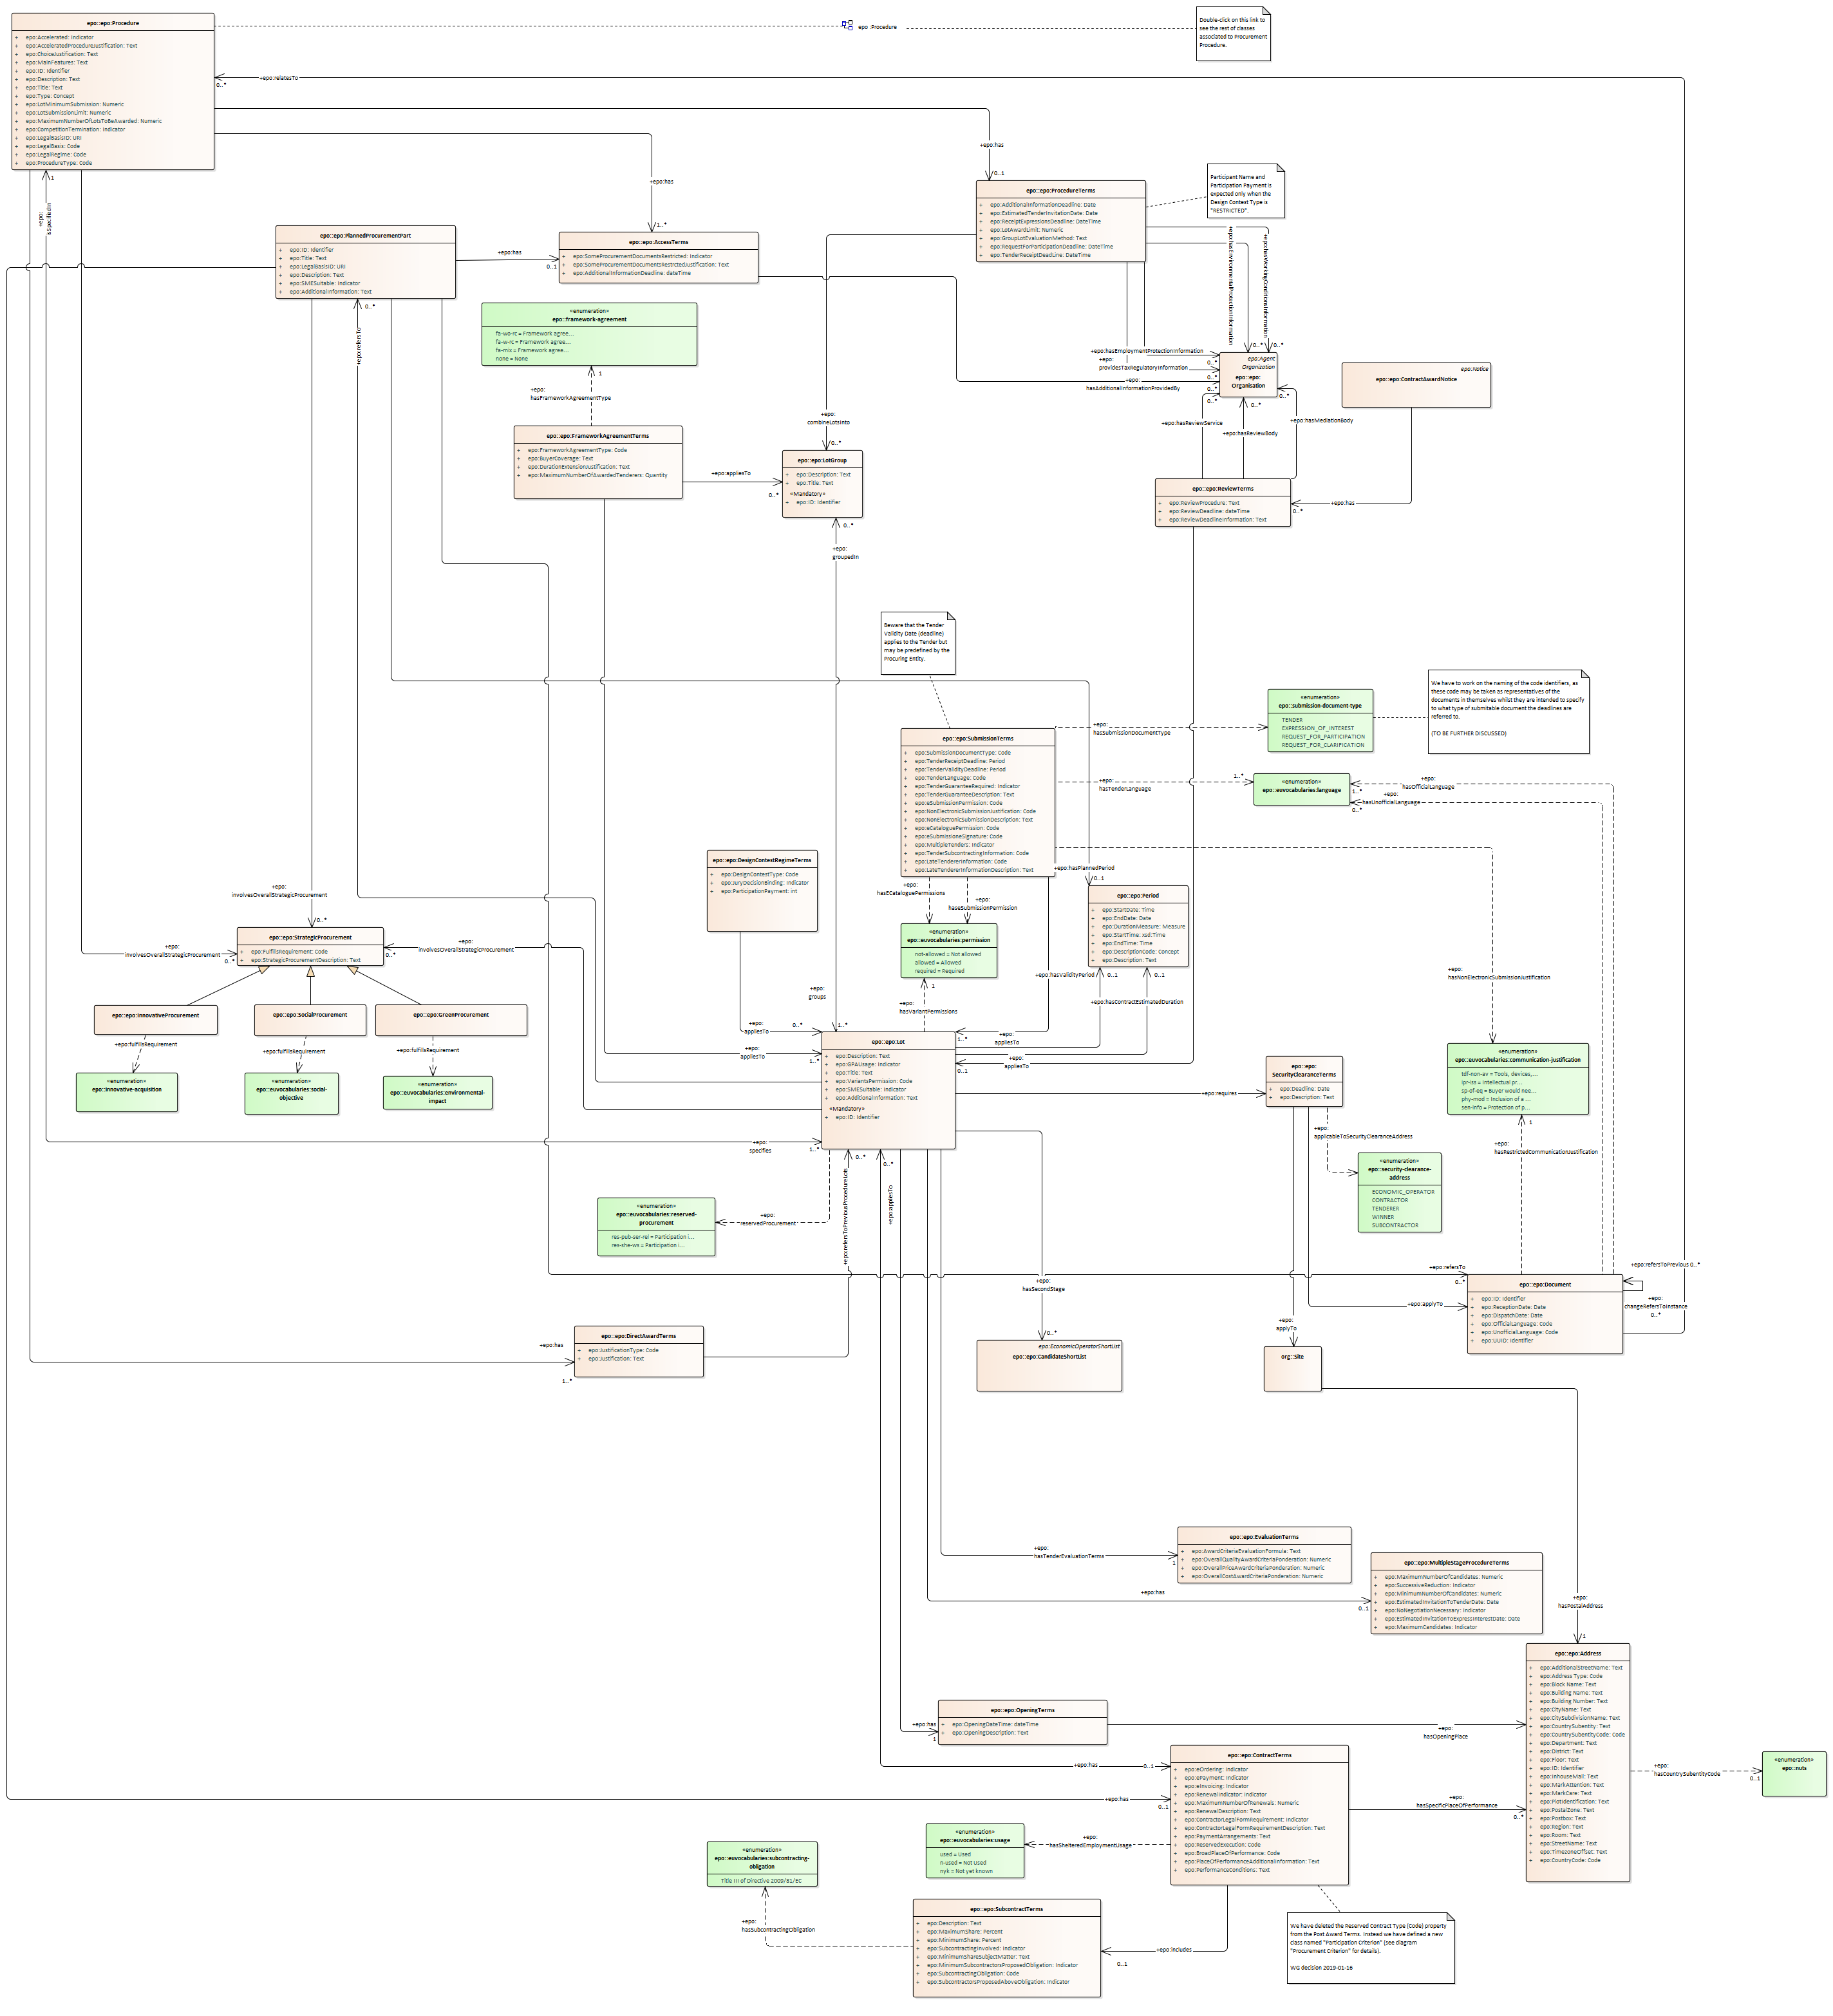 epo::epo:Procedure
+ epo:Accelerated: Indicator
+ epo:AcceleratedProcedureJustification: Text
+ epo:ChoiceJustification: Text
+ epo:MainFeatures: Text
+ epo:ID: Identifier
+ epo:Description: Text
+ epo:Title: Text
+ epo:Type: Concept
+ epo:LotMinimumSubmission: Numeric
+ epo:LotSubmissionLimit: Numeric
+ epo:MaximumNumberOfLotsToBeAwarded: Numeric
+ epo:CompetitionTermination: Indicator
+ epo:LegalBasisID: URI
+ epo:LegalBasis: Code
+ epo:LegalRegime: Code
+ epo:ProcedureType: Code
epo :Procedure
Double-click on this link to
see the rest of classes
associated to Procurement
Procedure.
+epo:relatesTo
0..*
+epo:has
0..1
+epo:has
1..*
1
+epo:
isSpecifiedIn
epo::epo:ProcedureTerms
+ epo:AdditionalInformationDeadline: Date
+ epo:EstimatedTenderInvitationDate: Date
+ epo:ReceiptExpressionsDeadline: DateTime
+ epo:LotAwardLimit: Numeric
+ epo:GroupLotEvaluationMethod: Text
+ epo:RequestForParticipationDeadline: DateTime
+ epo:TenderReceiptDeadLine: DateTime
Participant Name and
Participation Payment is
expected only when the
Design Contest Type is
"RESTRICTED".
epo::epo:PlannedProcurementPart
+ epo:ID: Identifier
+ epo:Title: Text
+ epo:LegalBasisID: URI
+ epo:Description: Text
+ epo:SMESuitable: Indicator
+ epo:AdditionalInformation: Text
+epo:has
0..1
epo::epo:AccessTerms
+ epo:SomeProcurementDocumentsRestricted: Indicator
+ epo:SomeProcurementDocumentsRestrctedJustification: Text
+ epo:AdditionalInformationDeadline: dateTime
+epo:hasEnvironmentalProtectionInformation
+epo:hasWorkingConditionsInformation
0..*
0..*
0..*
+epo:refersTo
«enumeration»
epo::framework-agreement
fa-wo-rc = Framework agree...
fa-w-rc = Framework agree...
fa-mix = Framework agree...
none = None
+epo:hasEmploymentProtectionInformation
0..*
+epo:
providesTaxRegulatoryInformation
0..*
+epo:
hasAdditionalInformationProvidedBy
0..*
epo:Agent
Organization
epo::epo:
Organisation
epo:Notice
epo::epo:ContractAwardNotice
1
+epo:
hasFrameworkAgreementType
+epo:
combineLotsInto
0..*
0..*
0..*
0..*
+epo:hasReviewService
+epo:hasReviewBody
+epo:hasMediationBody
epo::epo:FrameworkAgreementTerms
+ epo:FrameworkAgreementType: Code
+ epo:BuyerCoverage: Text
+ epo:DurationExtensionJustification: Text
+ epo:MaximumNumberOfAwardedTenderers: Quantity
+epo:appliesTo
0..*
epo::epo:LotGroup
+ epo:Description: Text
+ epo:Title: Text
«Mandatory»
+ epo:ID: Identifier
epo::epo:ReviewTerms
+ epo:ReviewProcedure: Text
+ epo:ReviewDeadline: dateTime
+ epo:ReviewDeadlineInformation: Text
+epo:has
0..*
0..*
+epo:
groupedIn
Beware that the Tender
Validity Date (deadline)
applies to the Tender but
may be predefined by the
Procuring Entity.
epo::epo:SubmissionTerms
+ epo:SubmissionDocumentType: Code
+ epo:TenderReceiptDeadline: Period
+ epo:TenderValidityDeadline: Period
+ epo:TenderLanguage: Code
+ epo:TenderGuaranteeRequired: Indicator
+ epo:TenderGuaranteeDescription: Text
+ epo:eSubmissionPermission: Code
+ epo:NonElectronicSubmissionJustification: Code
+ epo:NonElectronicSubmissionDescription: Text
+ epo:eCataloguePermission: Code
+ epo:eSubmissioneSignature: Code
+ epo:MultipleTenders: Indicator
+ epo:TenderSubcontractingInformation: Code
+ epo:LateTendererInformation: Code
+ epo:LateTendererInformationDescription: Text
+epo:
hasSubmissionDocumentType
«enumeration»
epo::submission-document-type
TENDER
EXPRESSION_OF_INTEREST
REQUEST_FOR_PARTICIPATION
REQUEST_FOR_CLARIFICATION
We have to work on the naming of the code identifiers, as
these code may be taken as representatives of the
documents in themselves whilst they are intended to specify
to what type of submitable document the deadlines are
referred to.
(TO BE FURTHER DISCUSSED)
+epo:
hasTenderLanguage
1..*
«enumeration»
epo::euvocabularies:language
+epo:
hasOfficialLanguage
1..*
+epo:
hasUnofficialLanguage
0..*
epo::epo:DesignContestRegimeTerms
+ epo:DesignContestType: Code
+ epo:JuryDecisionBinding: Indicator
+ epo:ParticipationPayment: int
+epo:
hasECataloguePermissions
+epo:
haseSubmissionPermission
+epo:hasPlannedPeriod
0..1
epo::epo:Period
+ epo:StartDate: Time
+ epo:EndDate: Date
+ epo:DurationMeasure: Measure
+ epo:StartTime: xsd:Time
+ epo:EndTime: Time
+ epo:DescriptionCode: Concept
+ epo:Description: Text
+epo:
involvesOverallStrategicProcurement
0..*
epo::epo:StrategicProcurement
+ epo:FulfillsRequirement: Code
+ epo:StrategicProcurementDescription: Text
+epo:
involvesOverallStrategicProcurement
0..*
+epo:
involvesOverallStrategicProcurement
0..*
«enumeration»
epo::euvocabularies:permission
not-allowed = Not allowed
allowed = Allowed
required = Required
+epo:hasValidityPeriod
0..1
0..1
+epo:hasContractEstimatedDuration
+epo:
hasNonElectronicSubmissionJustification
1
+epo:
hasVariantPermissions
+epo:
groups
1..*
epo::epo:InnovativeProcurement
epo::epo:SocialProcurement
epo::epo:GreenProcurement
+epo:fulfillsRequirement
+epo:fulfillsRequirement
+epo:fulfillsRequirement
«enumeration»
epo::innovative-acquisition
«enumeration»
epo::euvocabularies:social-
objective
«enumeration»
epo::euvocabularies:environmental-
impact
+epo:
appliesTo
0..*
+epo:
appliesTo
1..*
epo::epo:Lot
+ epo:Description: Text
+ epo:GPAUsage: Indicator
+ epo:Title: Text
+ epo:VariantsPermission: Code
+ epo:SMESuitable: Indicator
+ epo:AdditionalInformation: Text
«Mandatory»
+ epo:ID: Identifier
1..*
+epo:
appliesTo
0..1
+epo:
appliesTo
+epo:requires
epo::epo:
SecurityClearanceTerms
+ epo:Deadline: Date
+ epo:Description: Text
«enumeration»
epo::euvocabularies:communication-justification
tdf-non-av = Tools, devices,...
ipr-iss = Intellectual pr...
sp-of-eq = Buyer would nee...
phy-mod = Inclusion of a ...
sen-info = Protection of p...
+epo:
specifies
1..*
+epo:
applicableToSecurityClearanceAddress
1
+epo:
hasRestrictedCommunicationJustification
«enumeration»
epo::security-clearance-
address
ECONOMIC_OPERATOR
CONTRACTOR
TENDERER
WINNER
SUBCONTRACTOR
«enumeration»
epo::euvocabularies:reserved-
procurement
res-pub-ser-rel = Participation i...
res-she-ws = Participation i...
+epo:
reservedProcurement
0..*
+epo:refersToPreviousProcedureLots
0..*
+epo:appliesTo
+epo:
hasSecondStage
0..*
+epo:refersTo
0..*
+epo:refersToPrevious 0..*
epo::epo:Document
+ epo:ID: Identifier
+ epo:ReceptionDate: Date
+ epo:DispatchDate: Date
+ epo:OfficialLanguage: Code
+ epo:UnofficialLanguage: Code
+ epo:UUID: Identifier
+epo:
changeRefersToInstance
0..*
+epo:applyTo
+epo:
applyTo
+epo:has
1..*
epo::epo:DirectAwardTerms
+ epo:JustificationType: Code
+ epo:Justification: Text
epo:EconomicOperatorShortList
epo::epo:CandidateShortList
org::Site
epo::epo:EvaluationTerms
+ epo:AwardCriteriaEvaluationFormula: Text
+ epo:OverallQualityAwardCriteriaPonderation: Numeric
+ epo:OverallPriceAwardCriteriaPonderation: Numeric
+ epo:OverallCostAwardCriteriaPonderation: Numeric
+epo:
hasTenderEvaluationTerms
1
+epo:has
0..1
epo::epo:MultipleStageProcedureTerms
+ epo:MaximumNumberOfCandidates: Numeric
+ epo:SuccessiveReduction: Indicator
+ epo:MinimumNumberOfCandidates: Numeric
+ epo:EstimatedInvitationToTenderDate: Date
+ epo:NoNegotiationNecessary: Indicator
+ epo:EstimatedInvitationToExpressInterestDate: Date
+ epo:MaximumCandidates: Indicator
+epo:
hasPostalAddress
1
epo::epo:Address
+ epo:AdditionalStreetName: Text
+ epo:Address Type: Code
+ epo:Block Name: Text
+ epo:Building Name: Text
+ epo:Building Number: Text
+ epo:CityName: Text
+ epo:CitySubdivisionName: Text
+ epo:CountrySubentity: Text
+ epo:CountrySubentityCode: Code
+ epo:Department: Text
+ epo:District: Text
+ epo:Floor: Text
+ epo:ID: Identifier
+ epo:InhouseMail: Text
+ epo:MarkAttention: Text
+ epo:MarkCare: Text
+ epo:PlotIdentification: Text
+ epo:PostalZone: Text
+ epo:Postbox: Text
+ epo:Region: Text
+ epo:Room: Text
+ epo:StreetName: Text
+ epo:TimezoneOffset: Text
+ epo:CountryCode: Code
+epo:has
1
epo::epo:OpeningTerms
+ epo:OpeningDateTime: dateTime
+ epo:OpeningDescription: Text
+epo:
hasOpeningPlace
+epo:has
0..1
+epo:has
0..1
epo::epo:ContractTerms
+ epo:eOrdering: Indicator
+ epo:ePayment: Indicator
+ epo:eInvoicing: Indicator
+ epo:RenewalIndicator: Indicator
+ epo:MaximumNumberOfRenewals: Numeric
+ epo:RenewalDescription: Text
+ epo:ContractorLegalFormRequirement: Indicator
+ epo:ContractorLegalFormRequirementDescription: Text
+ epo:PaymentArrangements: Text
+ epo:ReservedExecution: Code
+ epo:BroadPlaceOfPerformance: Code
+ epo:PlaceOfPerformanceAdditionalInformation: Text
+ epo:PerformanceConditions: Text
+epo:
hasSpecificPlaceOfPerformance
0..*
+epo:
hasCountrySubentityCode
0..1
«enumeration»
epo::nuts
«enumeration»
epo::euvocabularies:usage
used = Used
n-used = Not Used
nyk = Not yet known
+epo:
hasShelteredEmploymentUsage
«enumeration»
epo::euvocabularies:subcontracting-
obligation
Title III of Directive 2009/81/EC
+epo:
hasSubcontractingObligation
epo::epo:SubcontractTerms
+ epo:Description: Text
+ epo:MaximumShare: Percent
+ epo:MinimumShare: Percent
+ epo:SubcontractingInvolved: Indicator
+ epo:MinimumShareSubjectMatter: Text
+ epo:MinimumSubcontractorsProposedObligation: Indicator
+ epo:SubcontractingObligation: Code
+ epo:SubcontractorsProposedAboveObligation: Indicator
+epo:includes
0..1
We have deleted the Reserved Contract Type (Code) property
from the Post Award Terms. Instead we have defined a new
class named "Participation Criterion" (see diagram
"Procurement Criterion" for details).
WG decision 2019-01-16